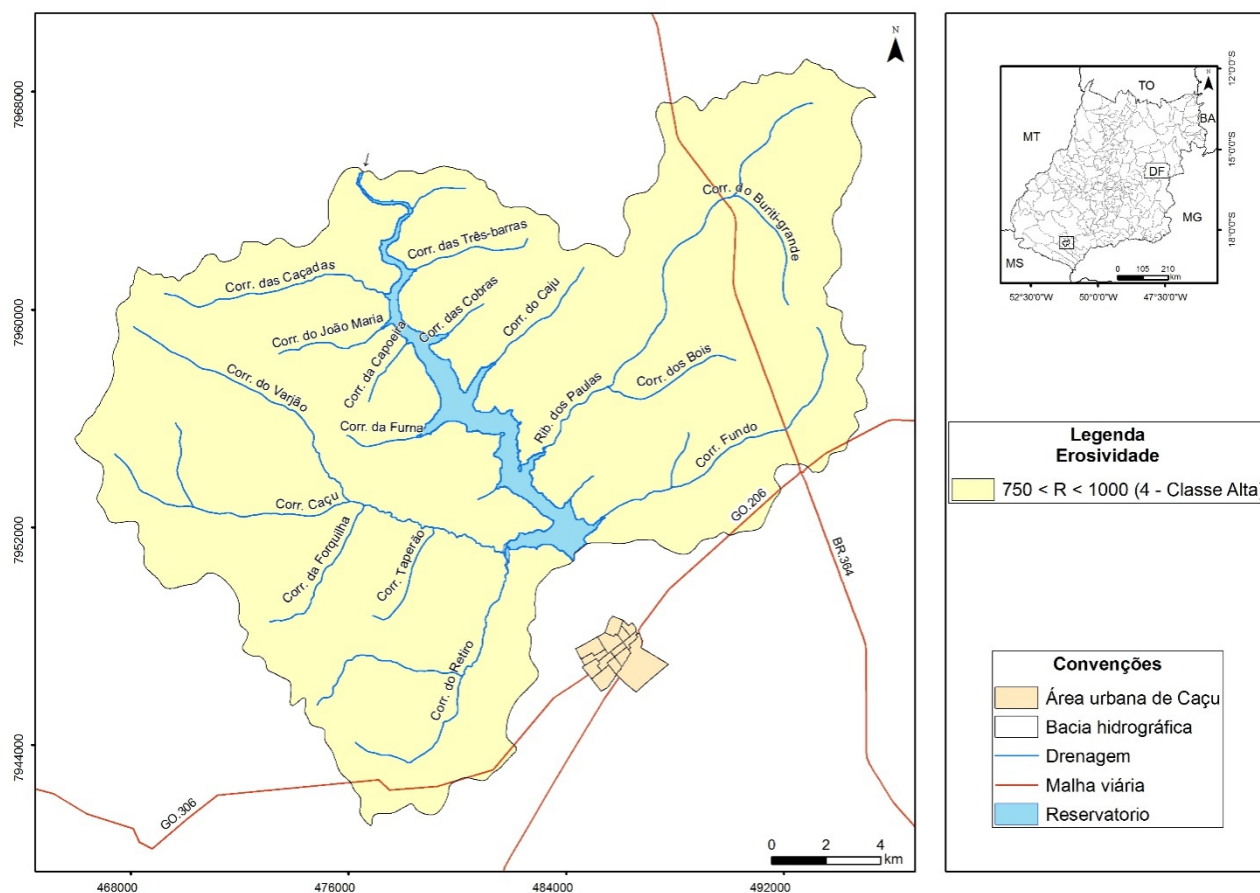 N
7968000
7960000
7952000
7944000
468000
476000
484000
492000
Corr. do Buriti-grande
Corr. das Três-barras
Corr. das Caçadas
Corr. das Cobras
Corr. do Caju
Corr. do João Maria
Corr. da Capoeira
Corr. do Varjão
Corr. dos Bois
Rib. dos Paulas
Corr. da Furna
Corr. Fundo
Corr. Caçu
GO.206
BR.364
Corr. da Forquilha
Corr. Taperão
Corr. do Retiro
GO.306
0 2 4
km
N
TO
BA
MT
DF
MG
MS
0 105 210
km
12°0'0"S
15°0'0"S
18°0'0"S
52°30'0"W 50°0'0"W 47°30'0"W
Legenda
Erosividade
750 < R < 1000 (4 - Classe Alta)
Convenções
Área urbana de Caçu
Bacia hidrográfica
Drenagem
Malha viária
Reservatorio